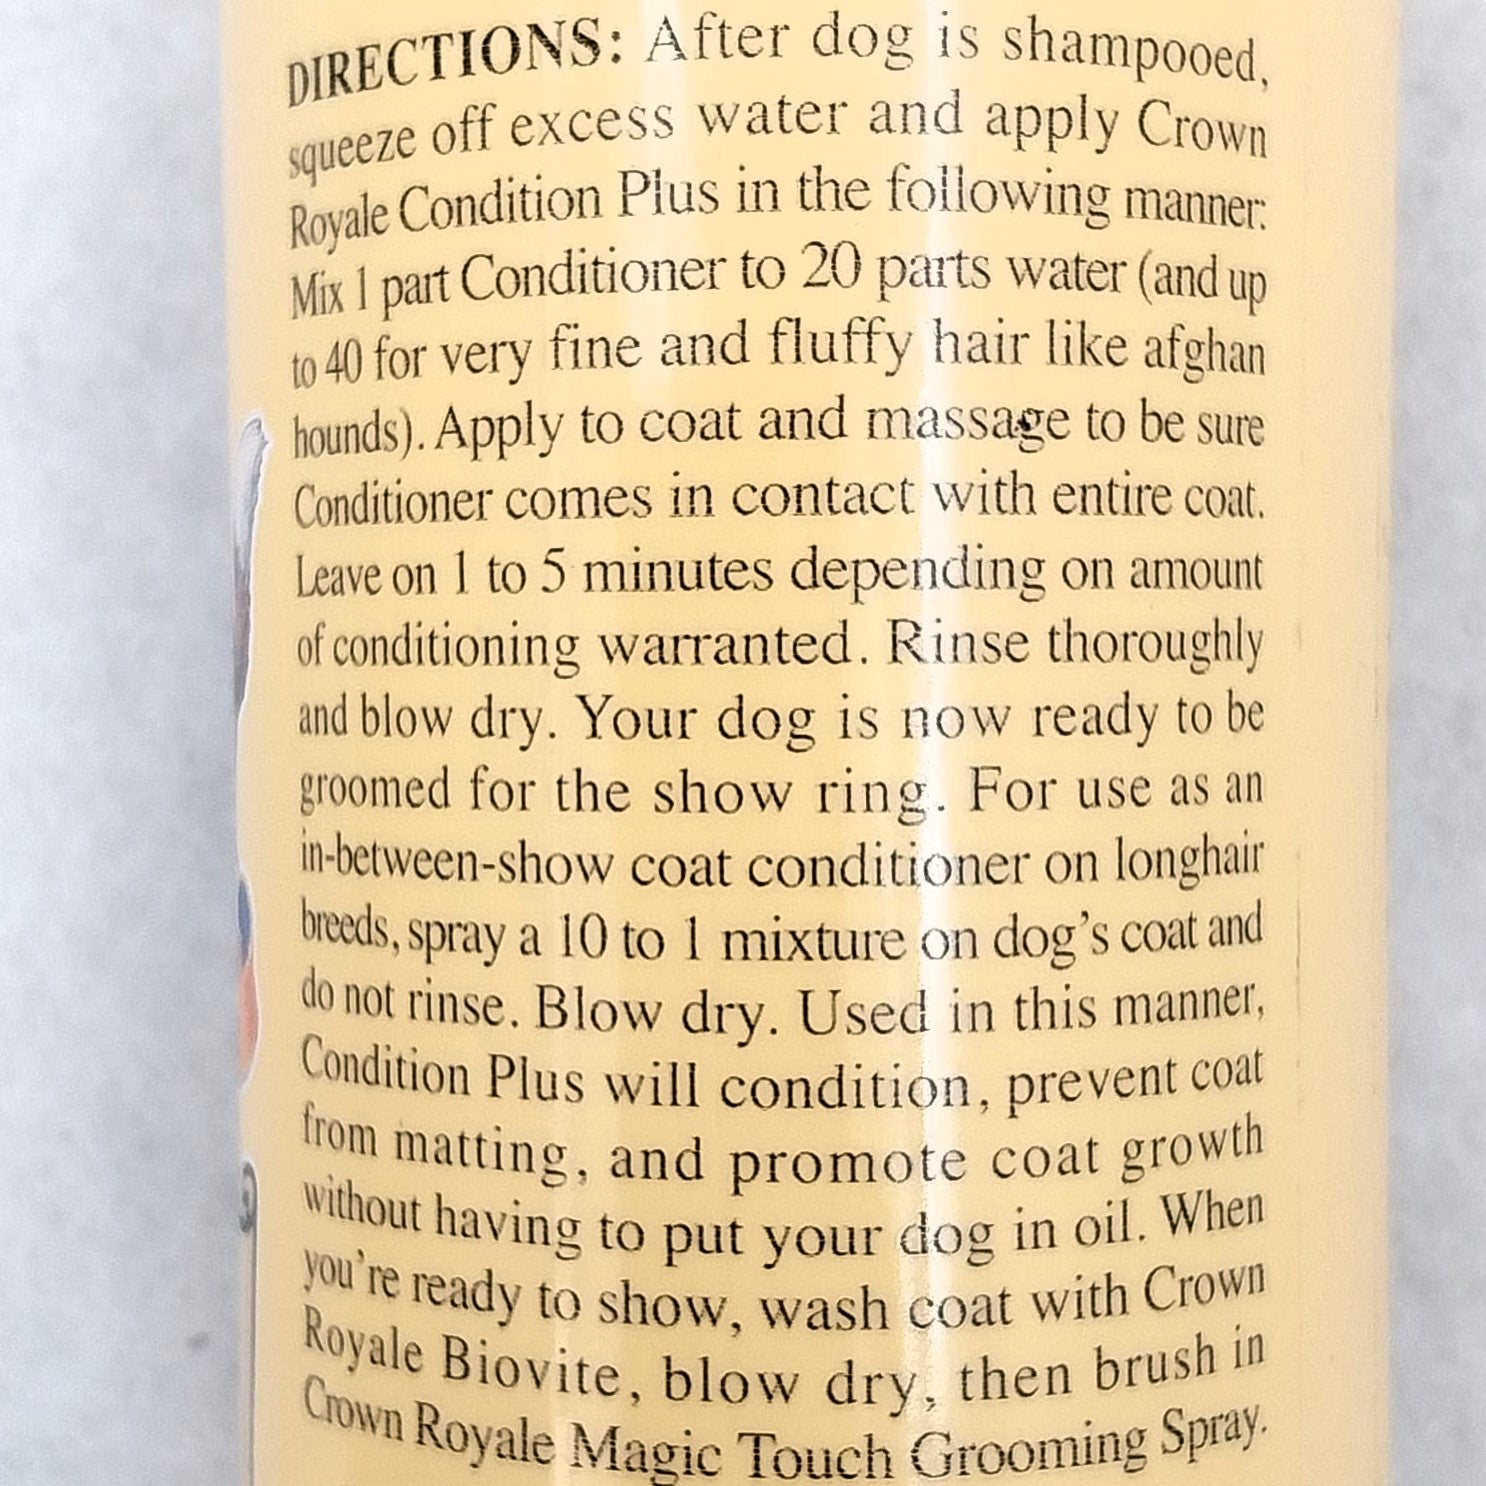 DIRECTIONS: After dog is shampooed,
squeeze off excess water and apply Crown
Royale Condition Plus in the following manner:
Mix 1 part Conditioner to 20 parts water (and up
to 40 for very fine and fluffy hair like afghan
hounds). Apply to coat and massage to be sure
Conditioner comes in contact with entire coat.
Leave on 1 to 5 minutes depending on amount
of conditioning warranted. Rinse thoroughly
and blow dry. Your dog is now ready to be
groomed for the show ring. For use as an
in-between-show coat conditioner on longhair
breeds, spray a 10 to 1 mixture on dog's coat and
do not rinse. Blow dry. Used in this manner,
Condition Plus will condition, prevent coat
from matting, and promote coat growth
without having to put your dog in oil. When
you're ready to show, wash coat with Crown
Royale Biovite, blow dry, then brush in
Crown Royale Magic Touch Grooming Spray.